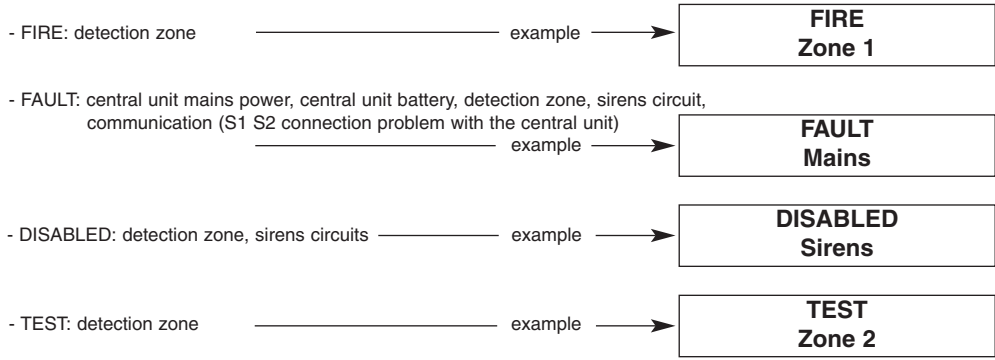 - FIRE: detection zone example FIRE
Zone 1
- FAULT: central unit mains power, central unit battery, detection zone, sirens circuit,
communication (S1 S2 connection problem with the central unit)
example FAULT
Mains
- DISABLED: detection zone, sirens circuits example DISABLED
Sirens
- TEST: detection zone example TEST
Zone 2